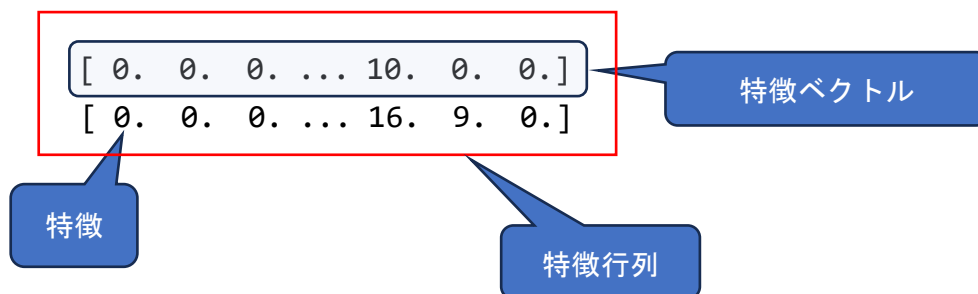 [ 0. 0. 0. ... 10. 0. 0.]
特徴ベクトル
[ 0. 0. 0. ... 16. 9. 0.]
特徴
特徴行列